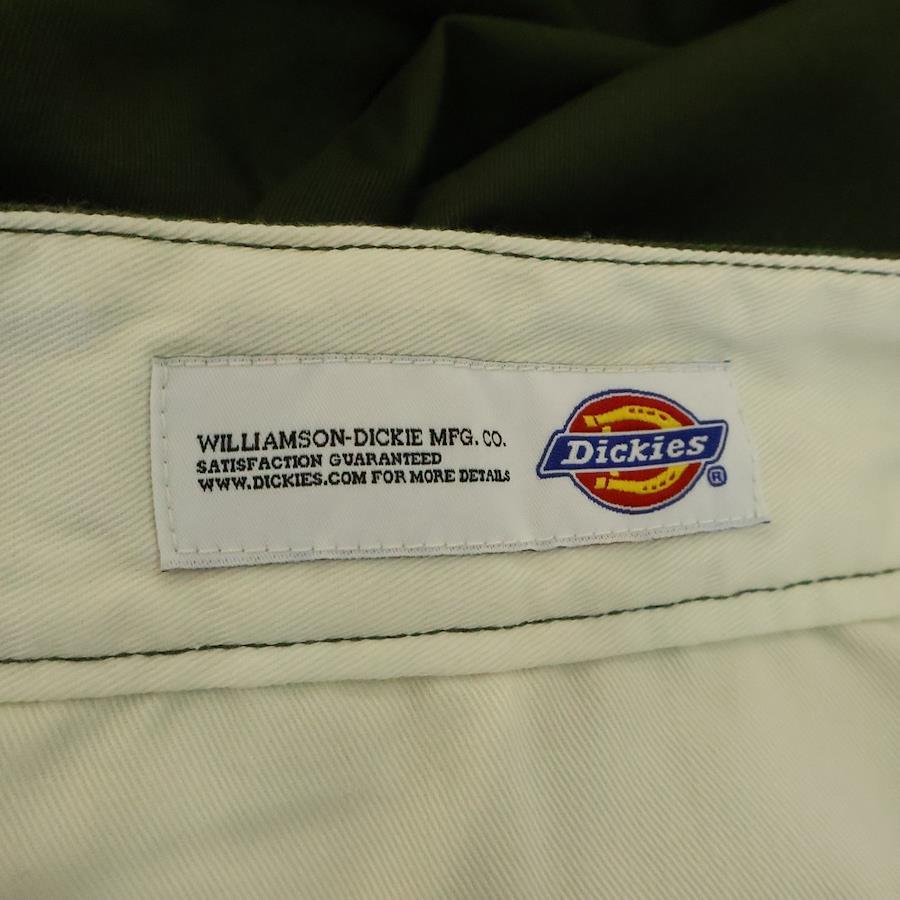 WILLIAMSON-DICKIE MFG. CO.
SATISFACTION GUARANTEED
WWW.DICKIES.COM FOR MORE DETAILS
Dickies
®